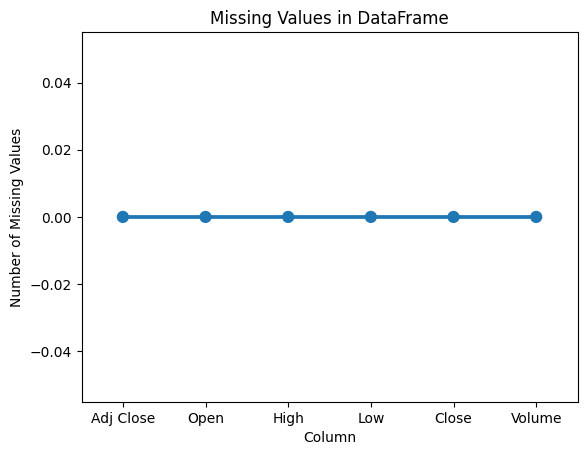 Missing Values in DataFrame
Number of Missing Values
0.04
0.02
0.00
−0.02
−0.04
Adj Close Open High Low Close Volume
Column